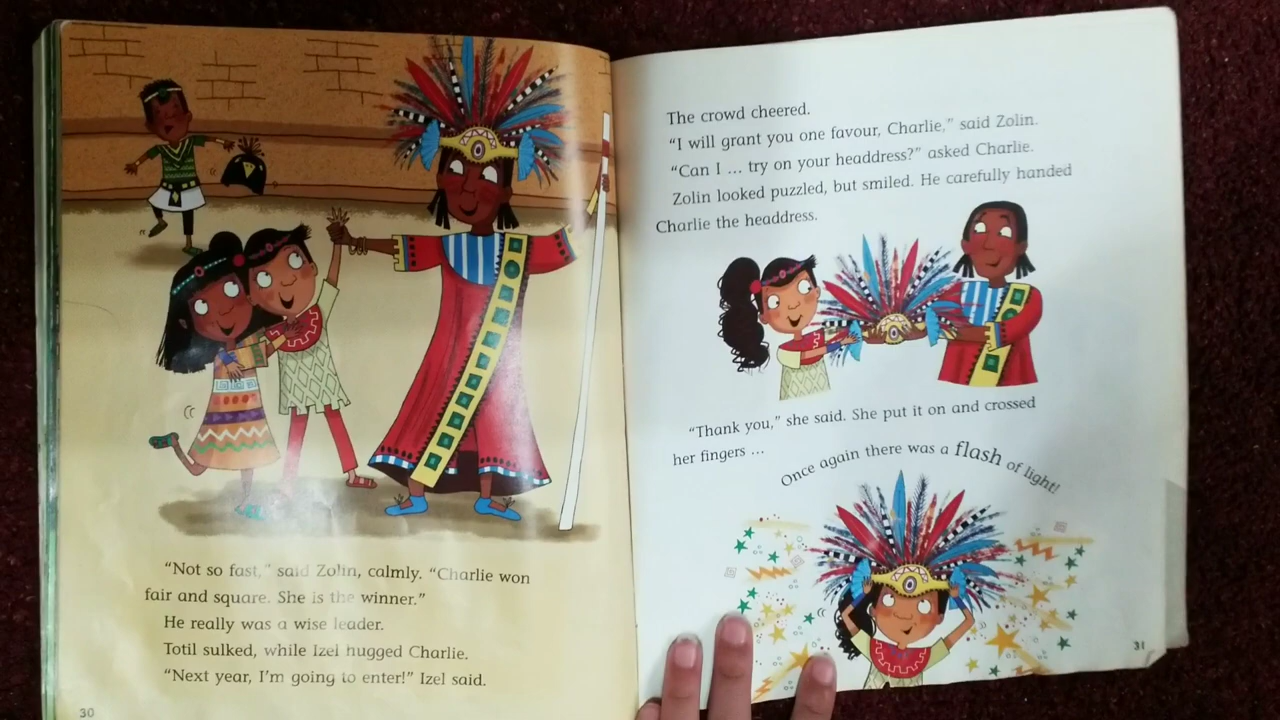 “Not so fast,” said Zolin, calmly. “Charlie won
fair and square. She is the winner.”
He really was a wise leader.
Totil sulked, while Izel hugged Charlie.
“Next year, I’m going to enter!” Izel said.
30
The crowd cheered.
“I will grant you one favour, Charlie,” said Zolin.
“Can I ... try on your headdress?” asked Charlie.
Zolin looked puzzled, but smiled. He carefully handed
Charlie the headdress.
“Thank you,” she said. She put it on and crossed
her fingers ...
Once again there was a flash of light!
31